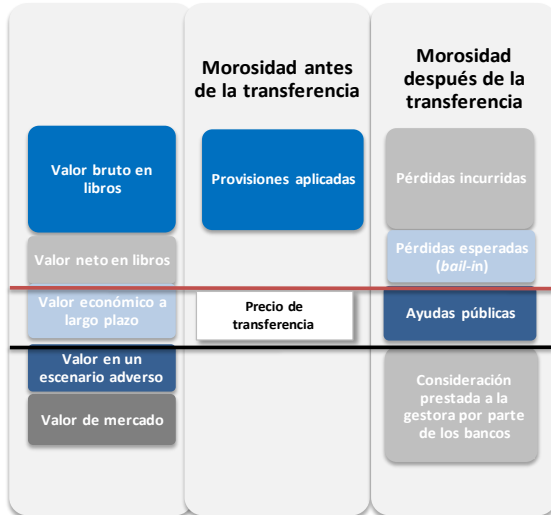 Valor bruto en
libros
Valor neto en libros
Valor económico a
largo plazo
Valor en un
escenario adverso
Valor de mercado
Morosidad antes
de la transferencia
Provisiones aplicadas
Precio de
transferencia
Morosidad
después de la
transferencia
Pérdidas incurridas
Pérdidas esperadas
(bail-in)
Ayudas públicas
Consideración
prestada a la
gestora por parte
de los bancos